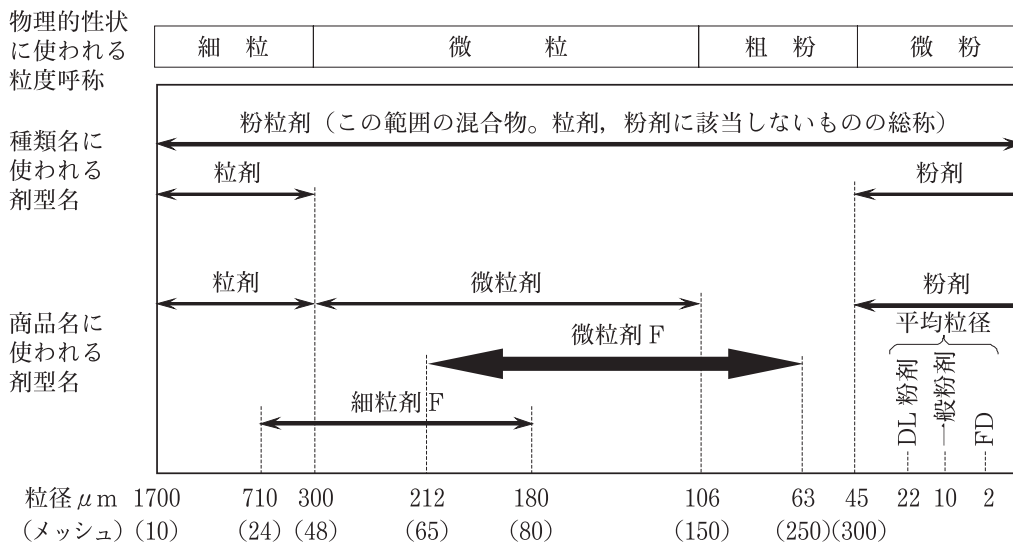 物理的性状
に使われる
粒度呼称
細　粒
微　粒
粗　粉
微　粉
種類名に
使われる
剤型名
粉粒剤（この範囲の混合物。粒剤，粉剤に該当しないものの総称）
粒剤
粉剤
商品名に
使われる
剤型名
粒剤
微粒剤
粉剤
平均粒径
微粒剤 F
細粒剤 F
DL 粉剤
一般粉剤
FD
粒径 μm 1700 710 300 212 180 106 63 45 22 10 2
（メッシュ）(10) (24) (48) (65) (80) (150) (250)(300)